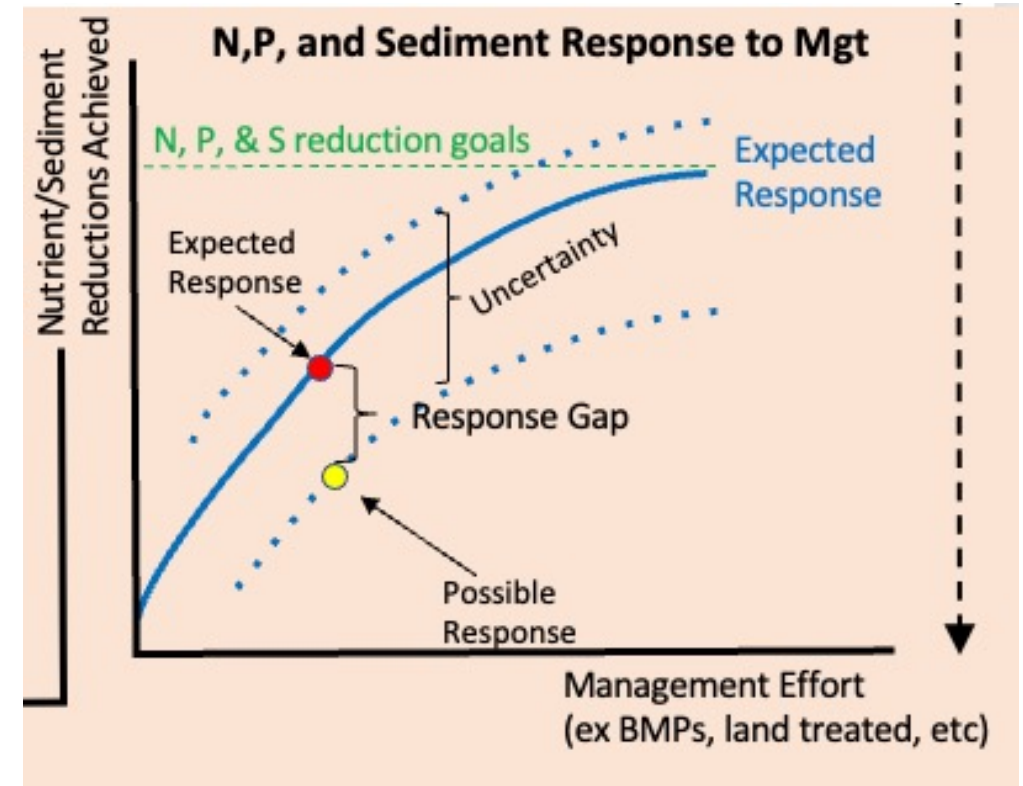 N,P, and Sediment Response to Mgt
Nutrient/Sediment
Reductions Achieved
N, P, & S reduction goals
Expected
Response
Expected
Response
Uncertainty
Response Gap
Possible
Response
Management Effort
(ex BMPs, land treated, etc)